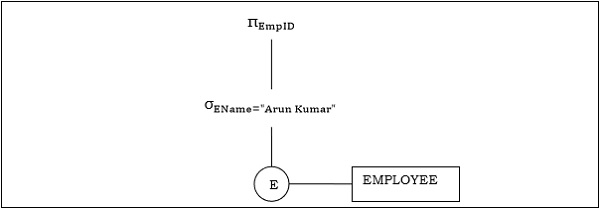 πEmpID
σEName="Arun Kumar"
E
EMPLOYEE